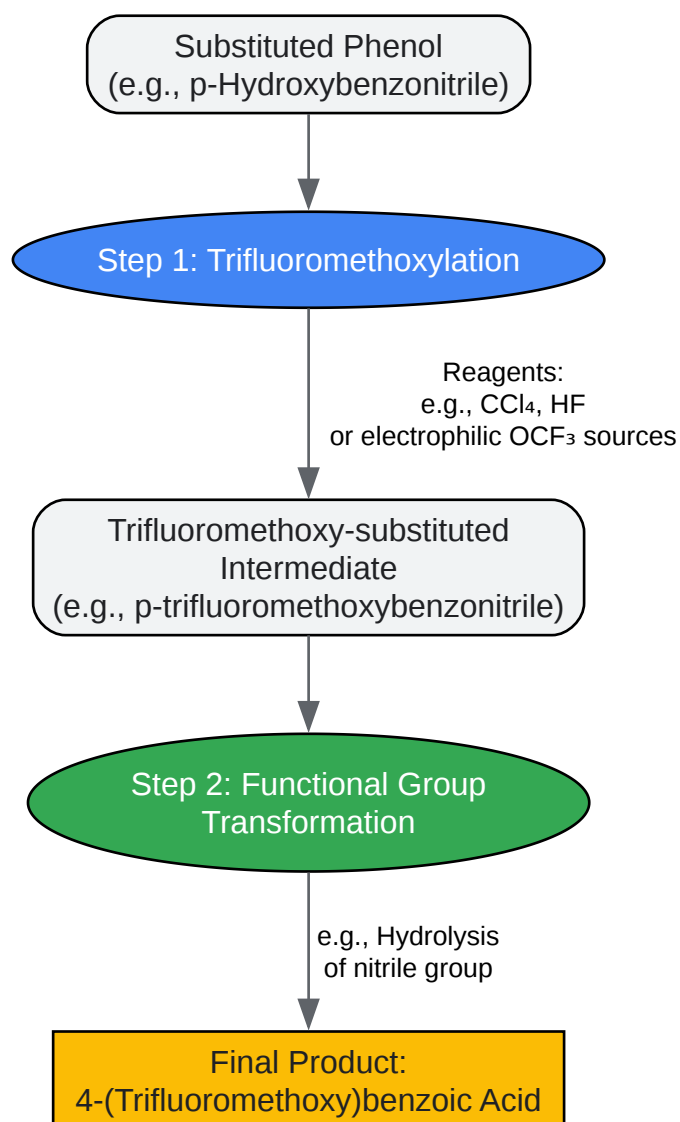 Substituted Phenol
(e.g., p-Hydroxybenzonitrile)
Step 1: Trifluoromethoxylation
Reagents:
e.g., CCl₄, HF
or electrophilic OCF₃ sources
Trifluoromethoxy-substituted
Intermediate
(e.g., p-trifluoromethoxybenzonitrile)
Step 2: Functional Group
Transformation
e.g., Hydrolysis
of nitrile group
Final Product:
4-(Trifluoromethoxy)benzoic Acid